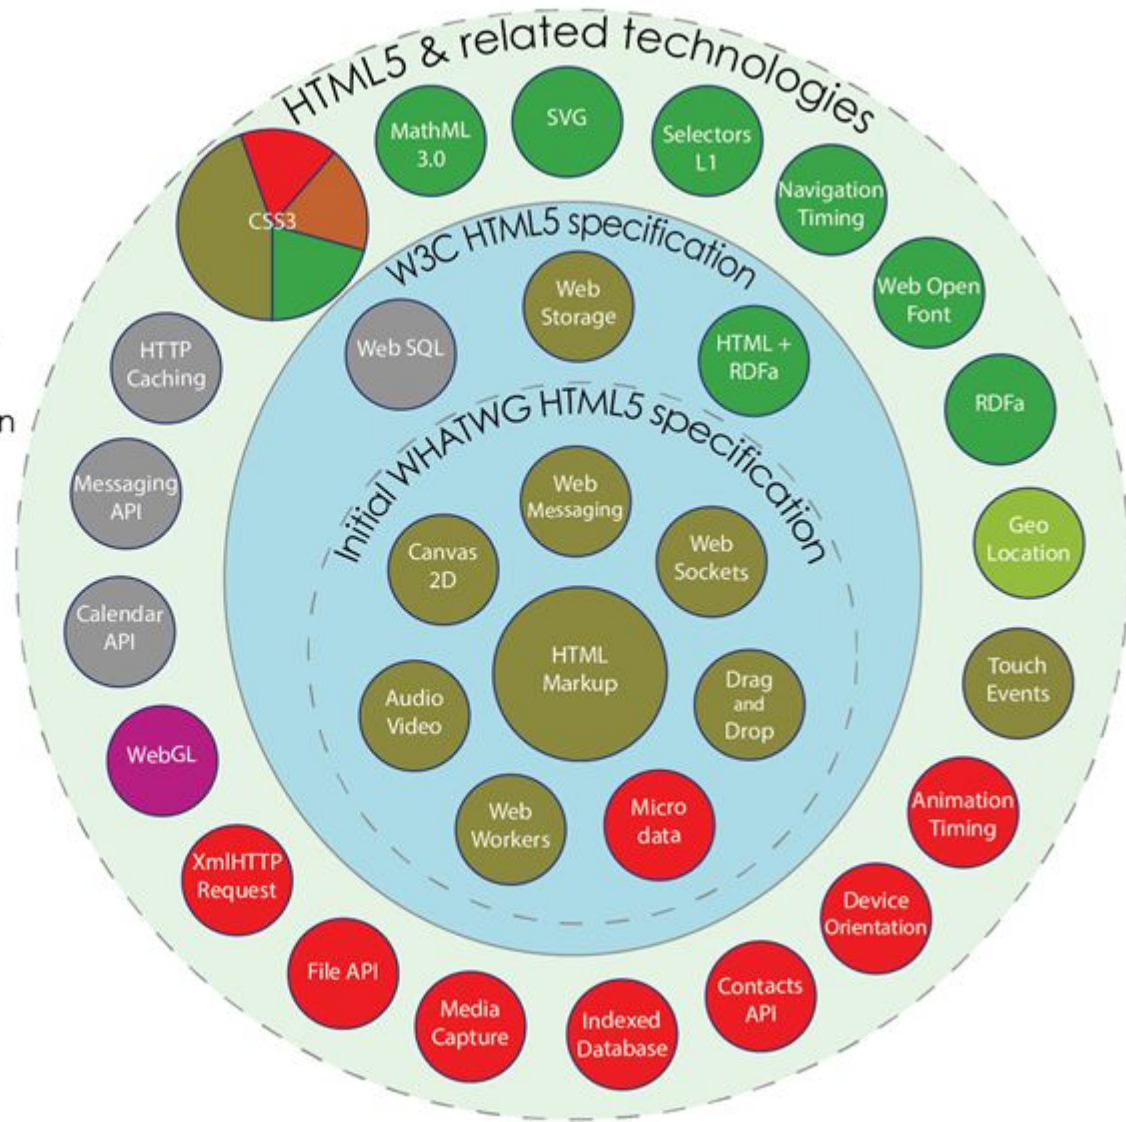 HTML5 & related technologies
MathML
3.0
SVG
Selectors
L1
Navigation
Timing
CSS3
W3C HTML5 specification
Web
Storage
Web Open
Font
Web SQL
HTML +
RDFa
HTTP
Caching
RDFa
n
Initial WHATWG HTML5 specification
Messaging
API
Web
Messaging
Geo
Location
Canvas
2D
Web
Sockets
Calendar
API
HTML
Markup
Touch
Events
Audio
Video
Drag
and
Drop
WebGL
Web
Workers
Micro
data
Animation
Timing
XmlHTTP
Request
Device
Orientation
File API
Media
Capture
Indexed
Database
Contacts
API